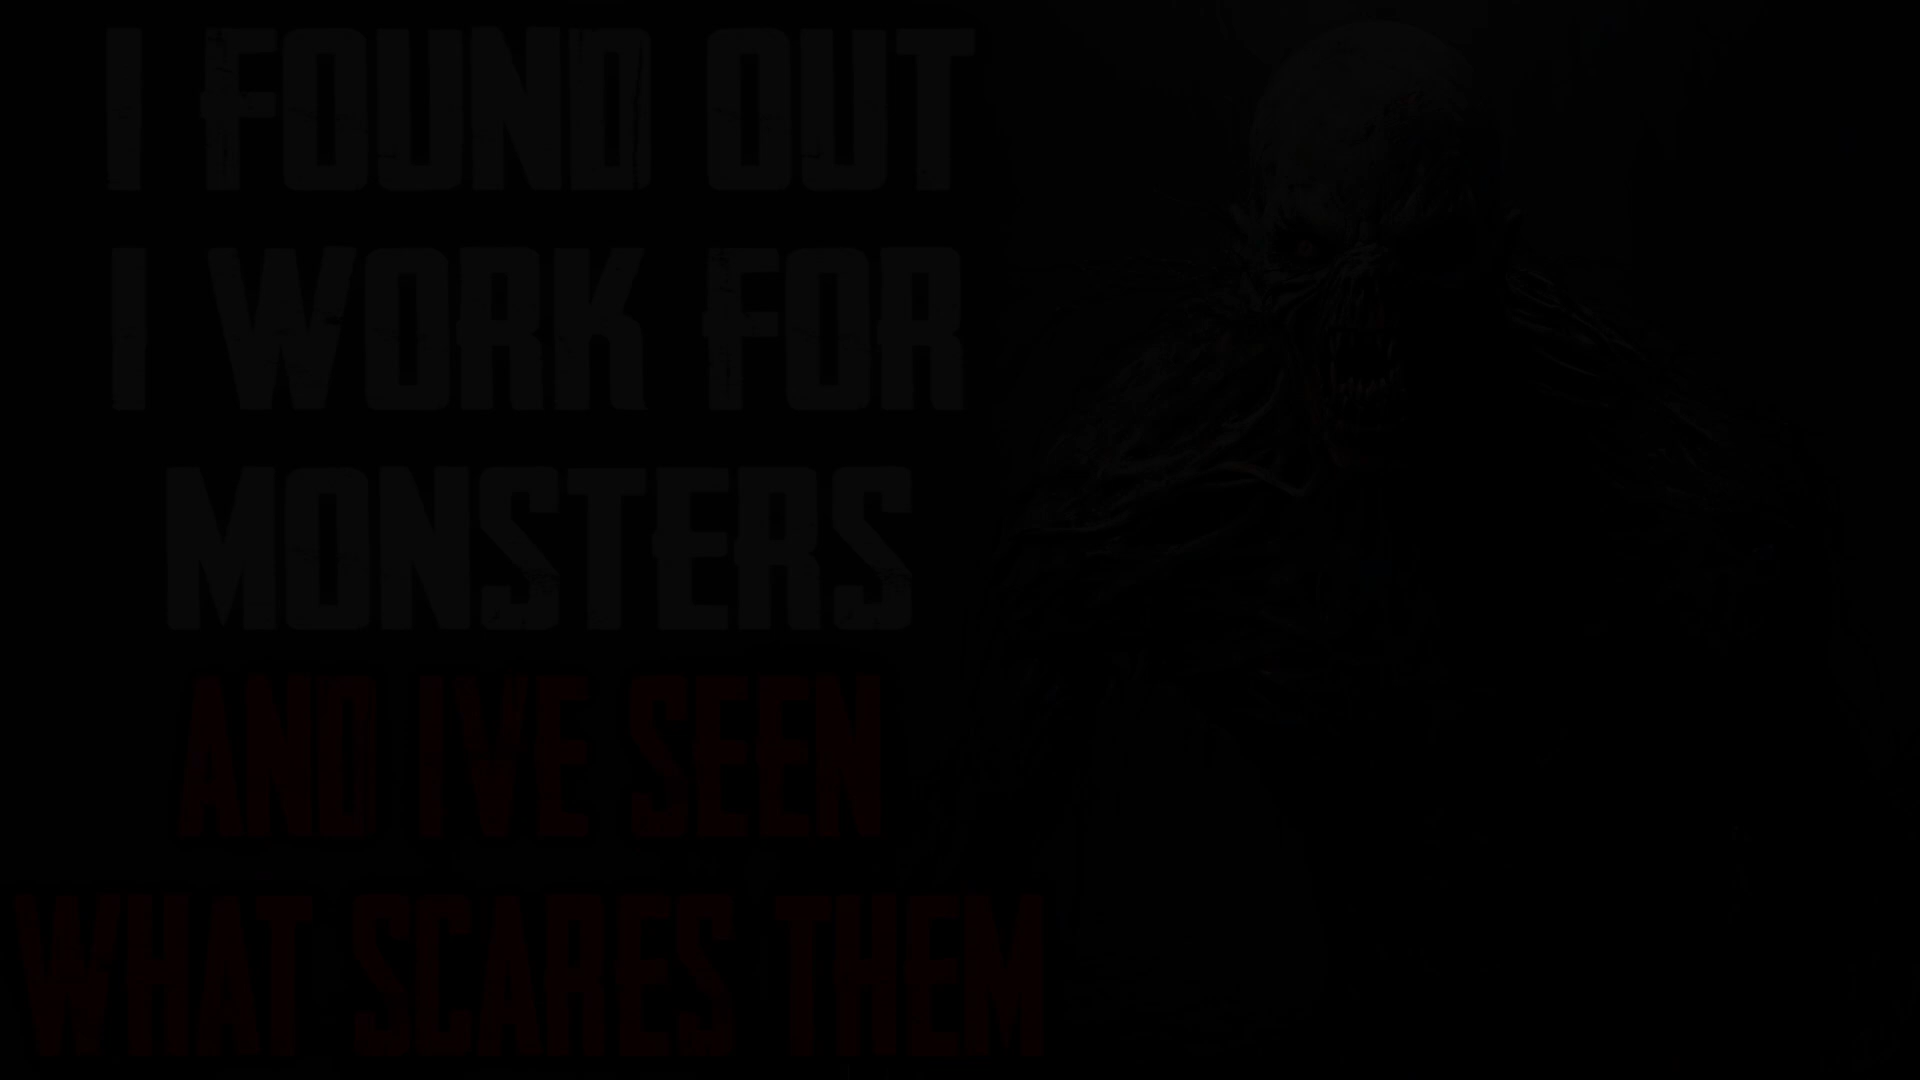 I FOUND OUT
I WORK FOR
MONSTERS
AND IVE SEEN
WHAT SCARES THEM